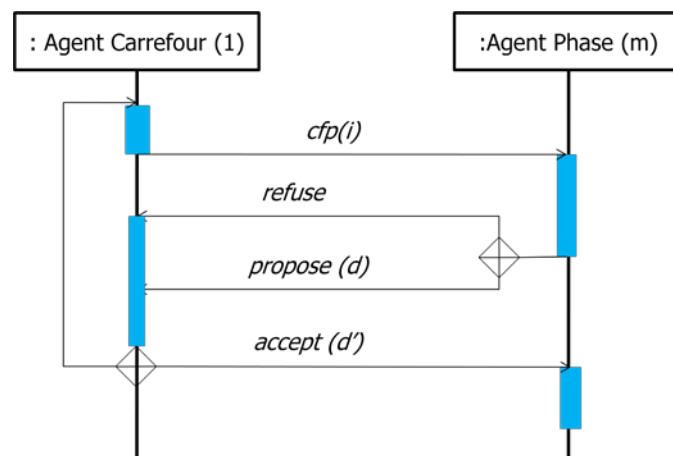 : Agent Carrefour (1)
:Agent Phase (m)
cfp(i)
refuse
propose (d)
accept (d’)